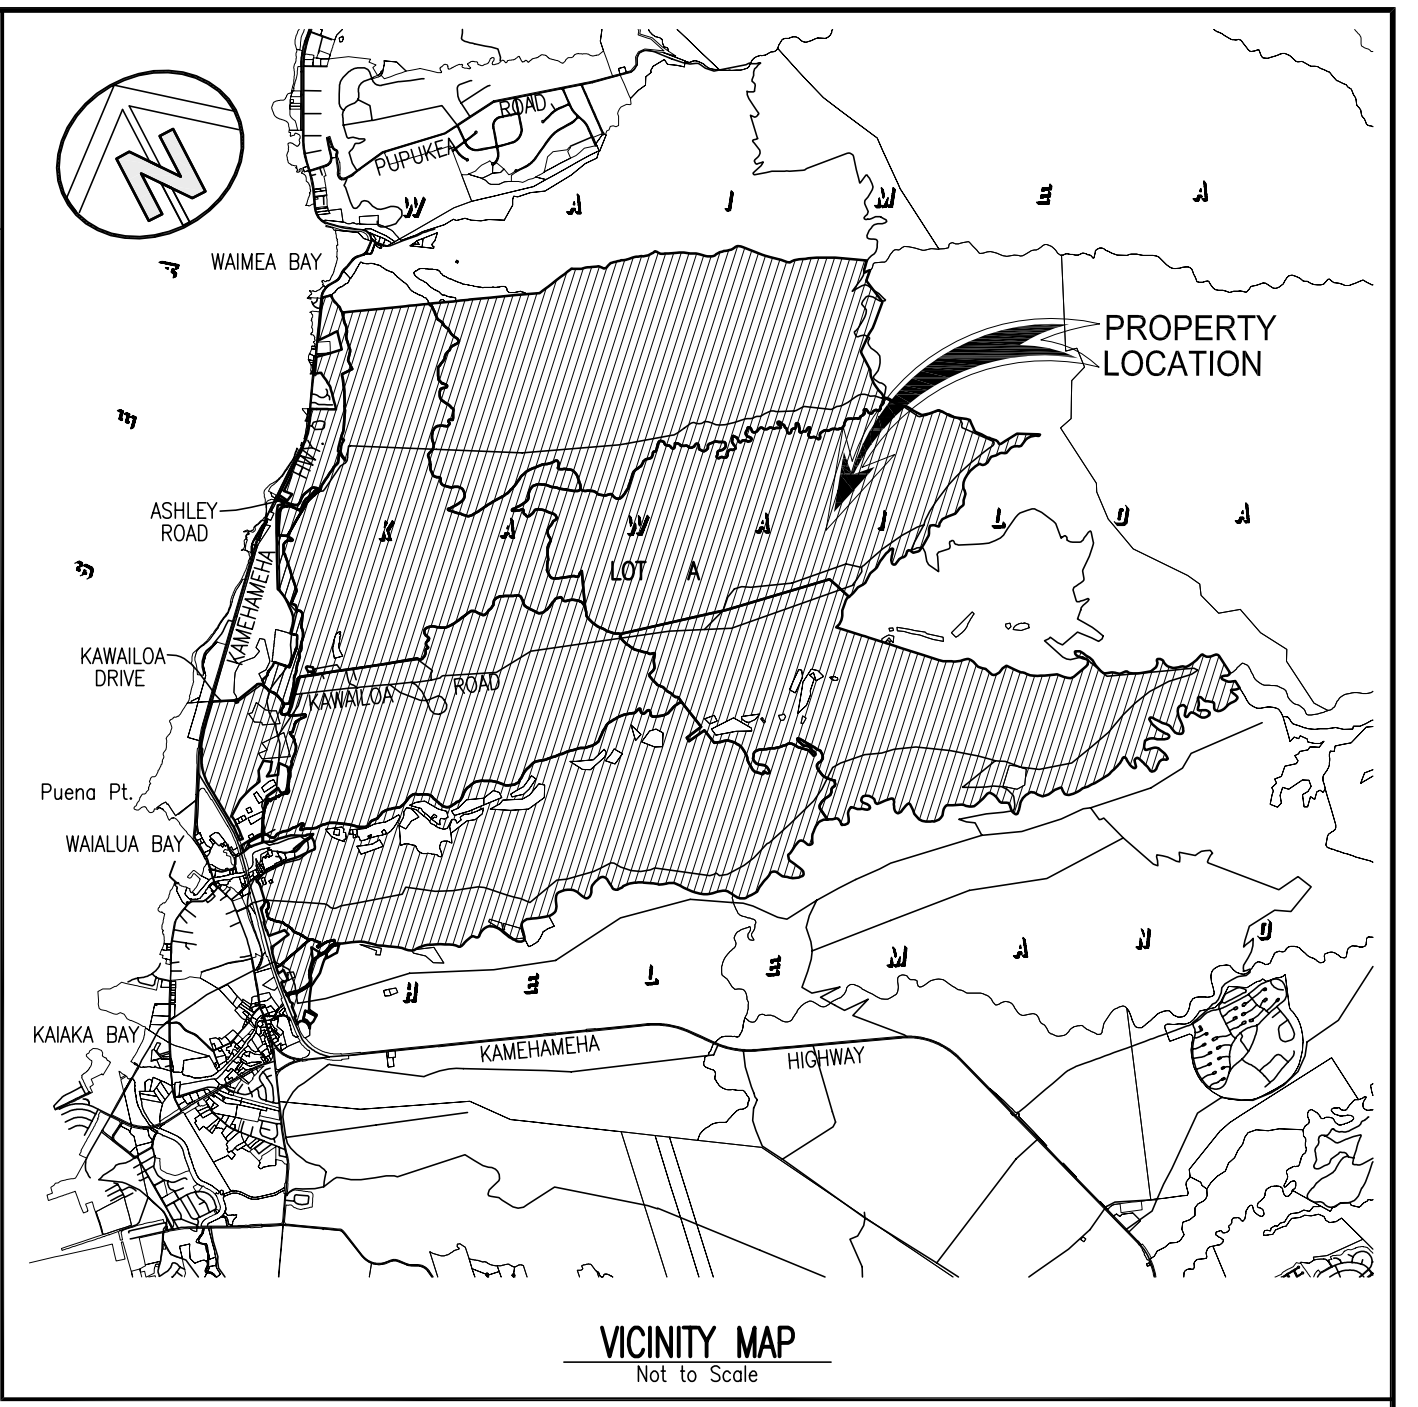 PUPUKEA ROAD
N
W A I M E A
WAIMEA BAY
PROPERTY
LOCATION
HWY.
ASHLEY
ROAD
K A W A I L O A
LOT A
KAMEHAMEHA
KAWAILOA
DRIVE
KAWAILOA ROAD
Puena Pt.
WAIALUA BAY
H E L E M A N O
KAIAKA BAY
KAMEHAMEHA HIGHWAY
VICINITY MAP
Not to Scale